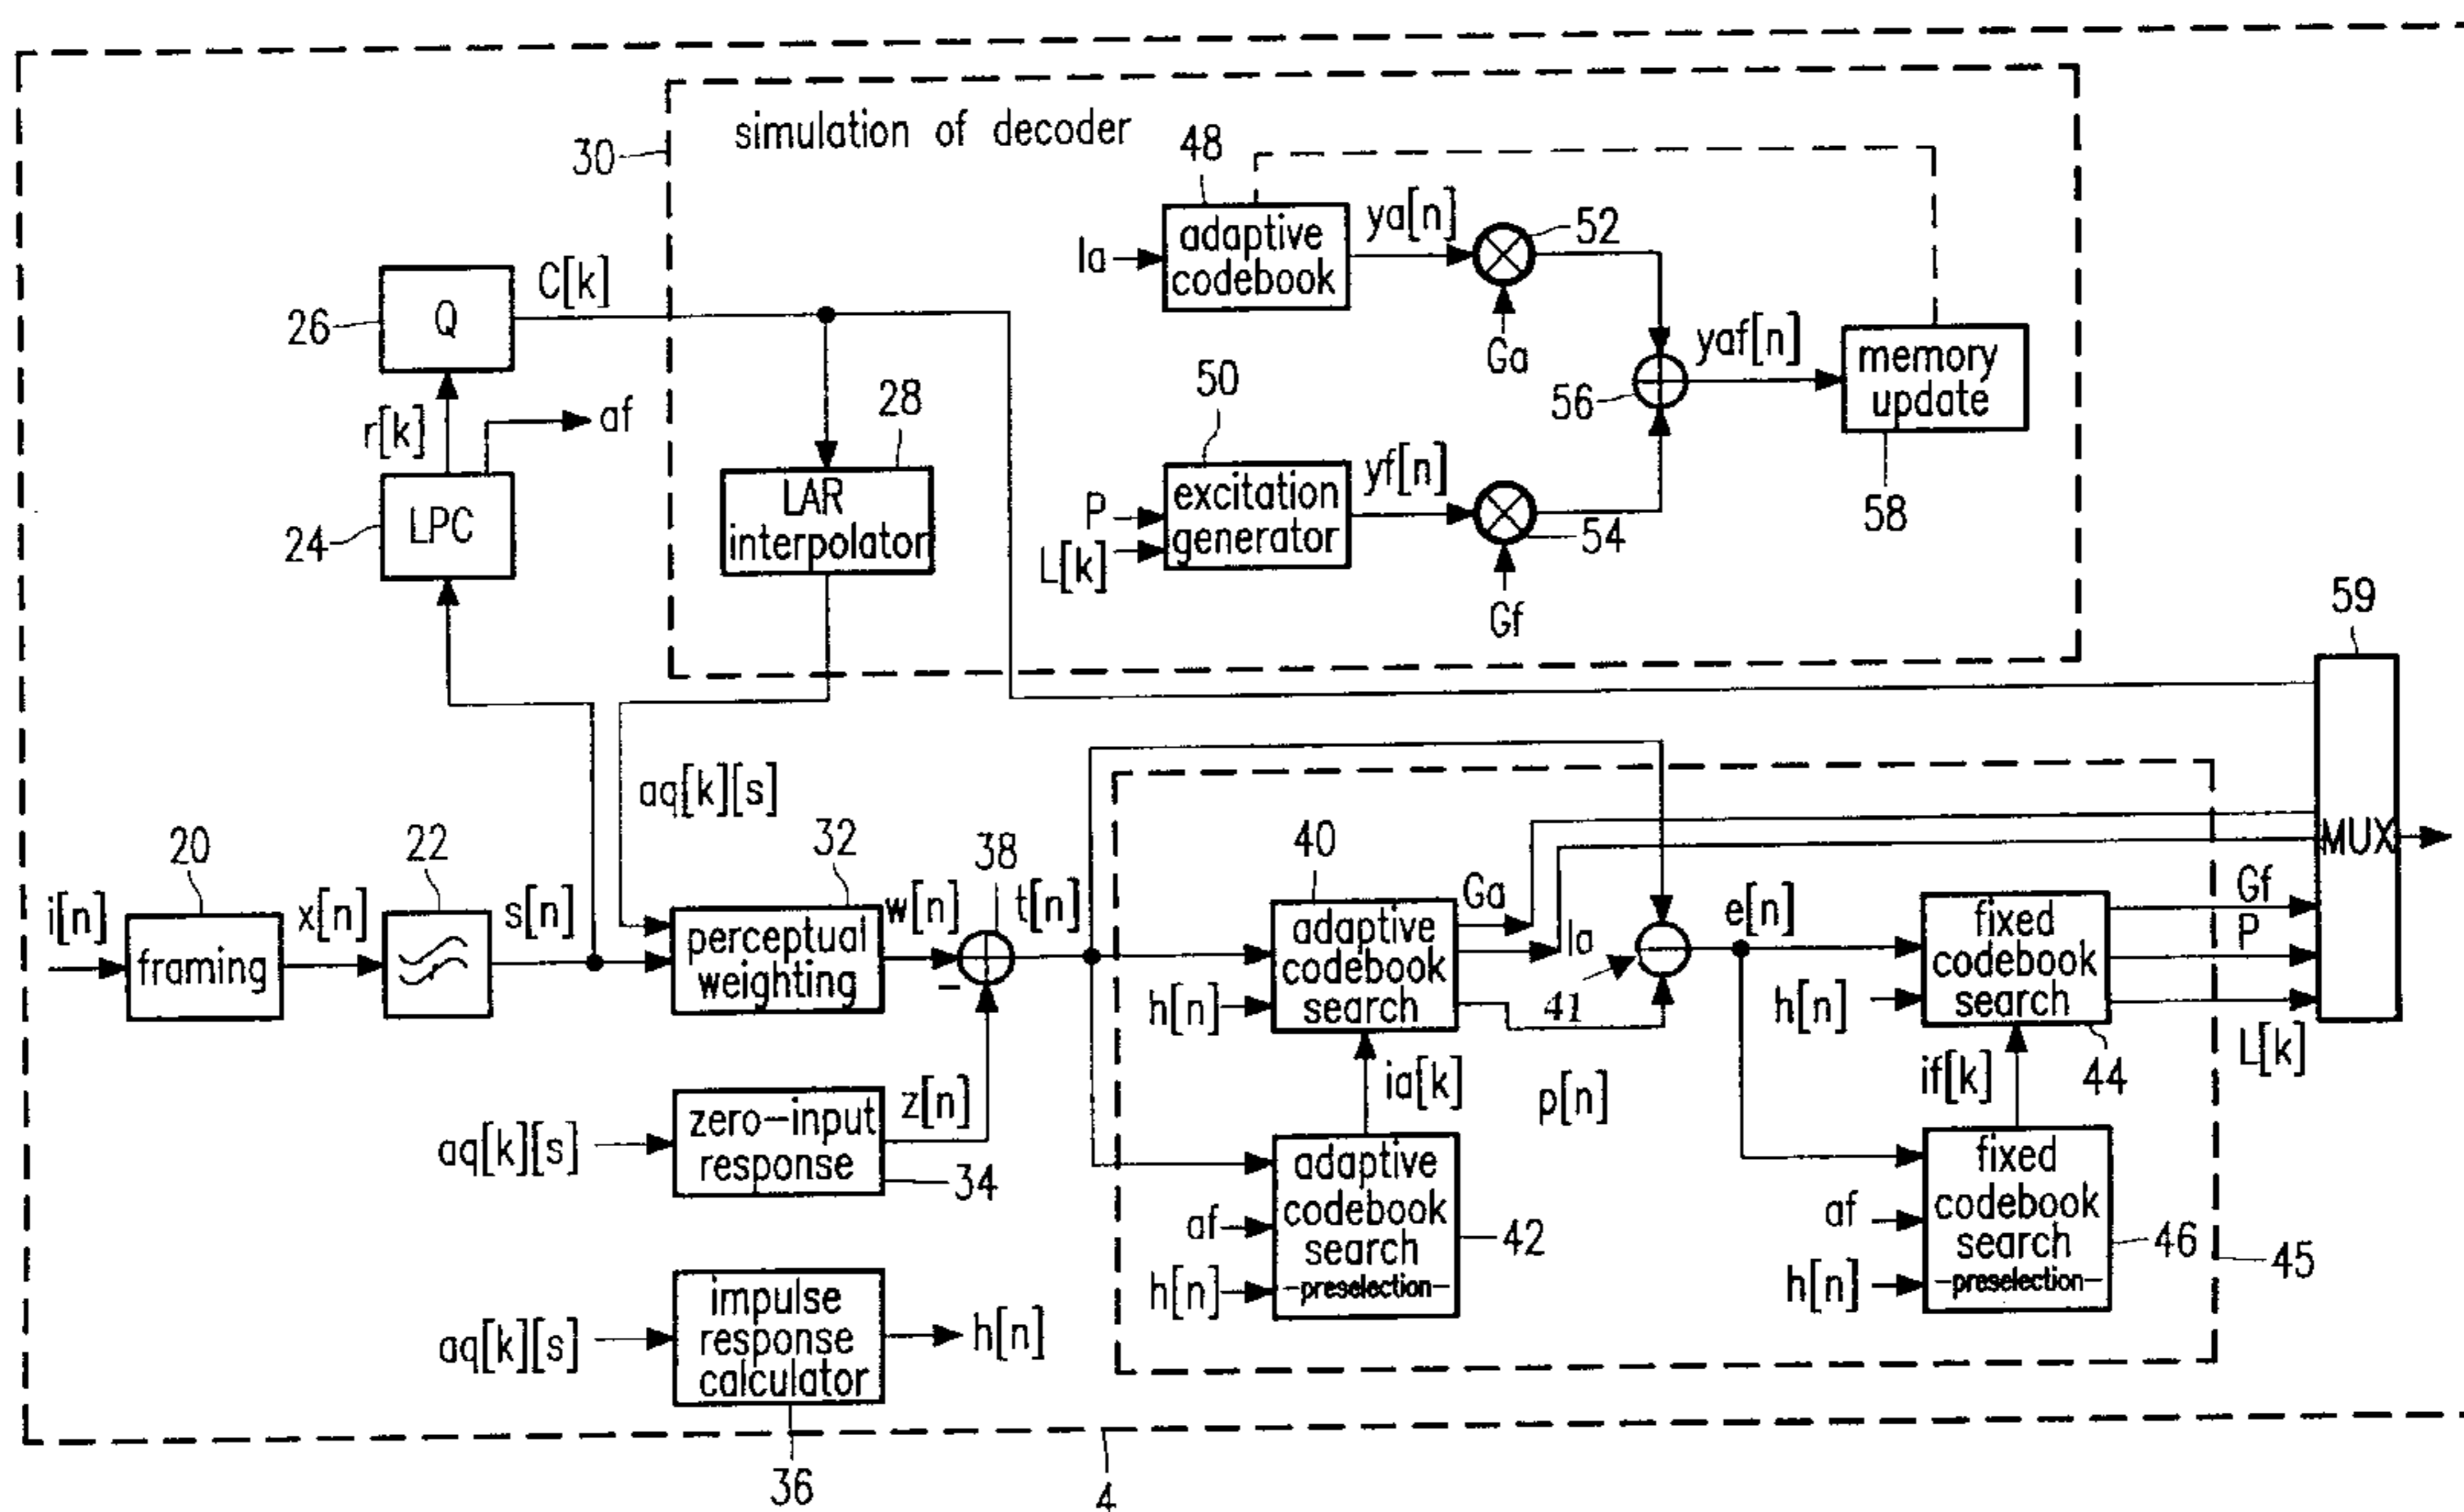 simulation of decoder
30
48
adaptive
codebook
Ia
ya[n]
52
Ga
26
Q
C[k]
r[k]
af
24
LPC
28
LAR
interpolator
50
excitation
generator
P
L[k]
yf[n]
54
Gf
56
yaf[n]
memory
update
58
59
MUX
aq[k][s]
i[n]
20
framing
x[n]
22
s[n]
32
perceptual
weighting
w[n]
38
-
t[n]
40
adaptive
codebook
search
h[n]
Ga
Ia
41
e[n]
fixed
codebook
search
h[n]
44
Gf
P
L[k]
aq[k][s]
zero-input
response
z[n]
34
ia[k]
p[n]
if[k]
adaptive
codebook
search
-preselection-
af
h[n]
42
fixed
codebook
search
-preselection-
af
h[n]
46
45
aq[k][s]
impulse
response
calculator
h[n]
36
4